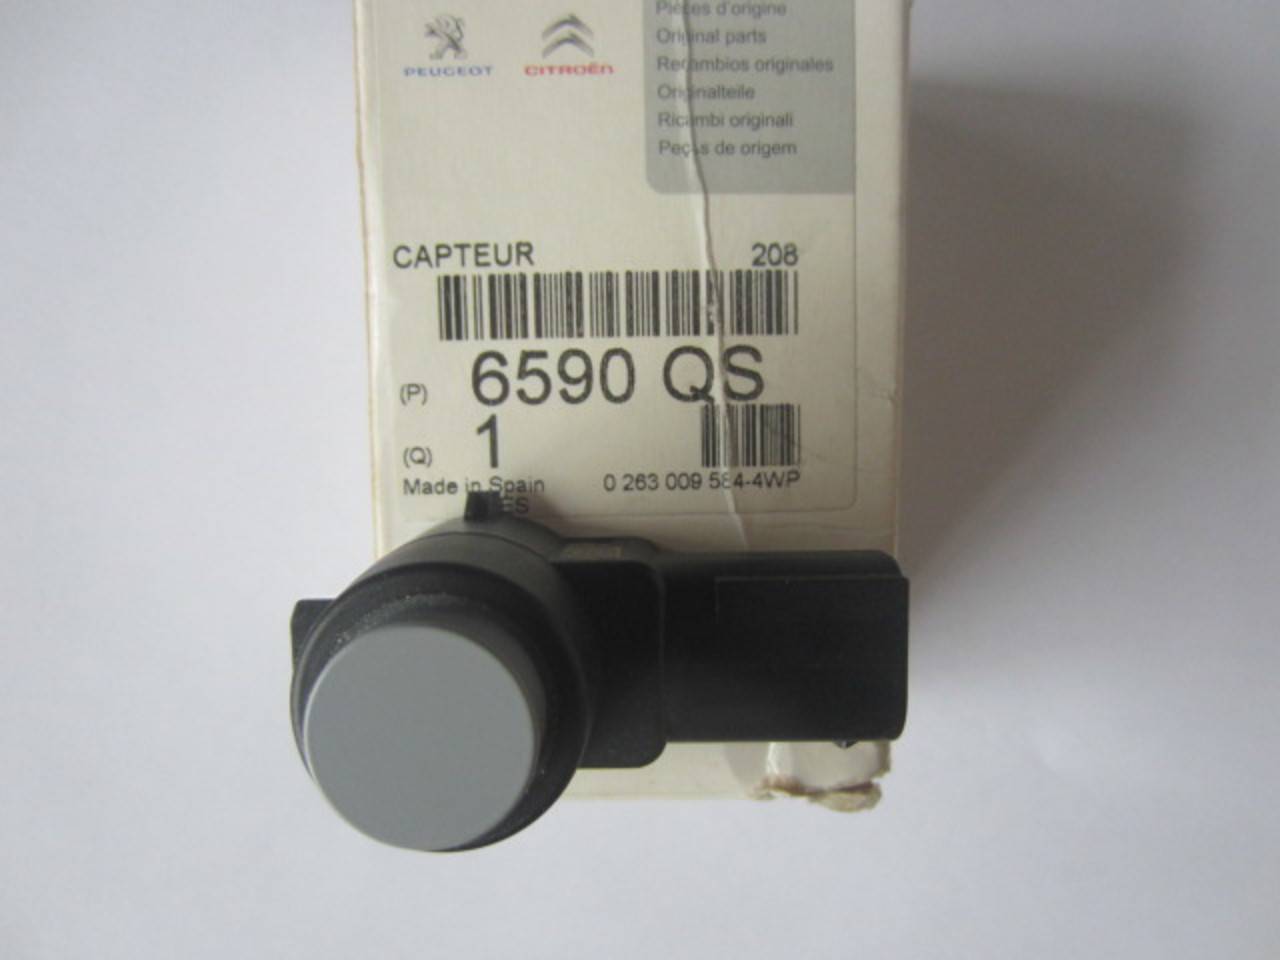 Pièces d'origine
PEUGEOT CITROËN
Original parts
Recambios originales
Originalteile
Ricambi originali
Peças de origem
CAPTEUR 208
(P) 6590 QS
(Q) 1
Made in Spain 0 263 009 584-4WP
ES